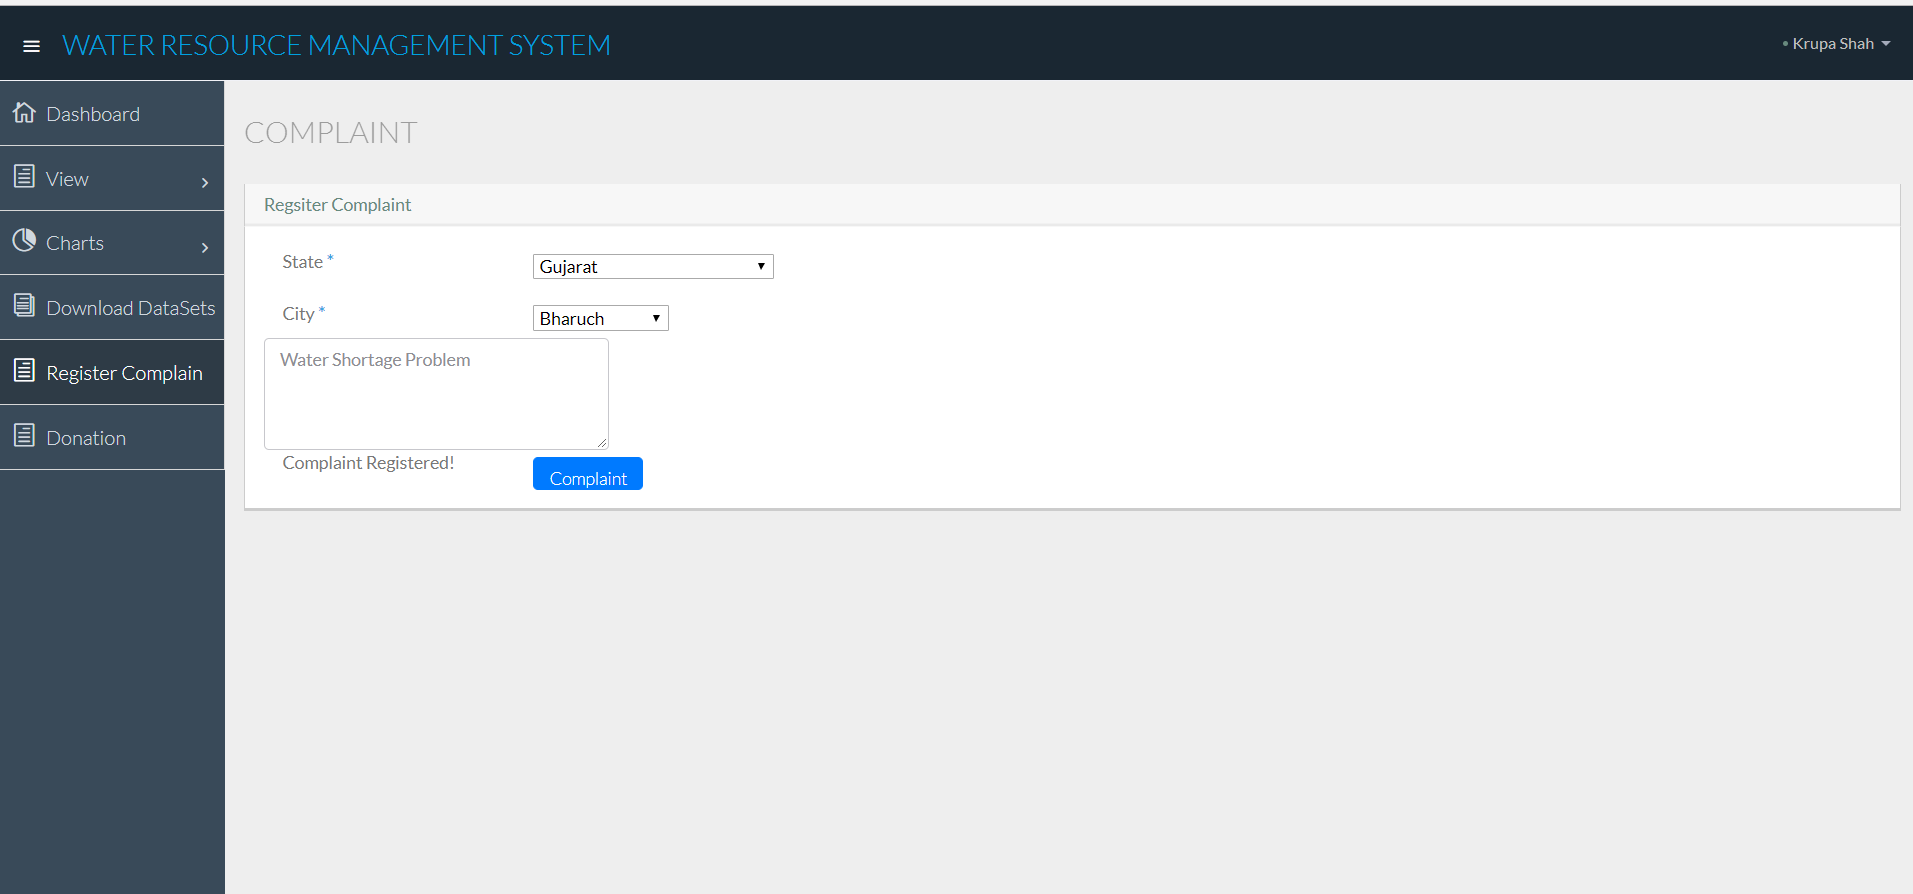 WATER RESOURCE MANAGEMENT SYSTEM
Krupa Shah
Dashboard
View
Charts
Download DataSets
Register Complain
Donation
COMPLAINT
Regsiter Complaint
State *
Gujarat
City *
Bharuch
Water Shortage Problem
Complaint Registered!
Complaint